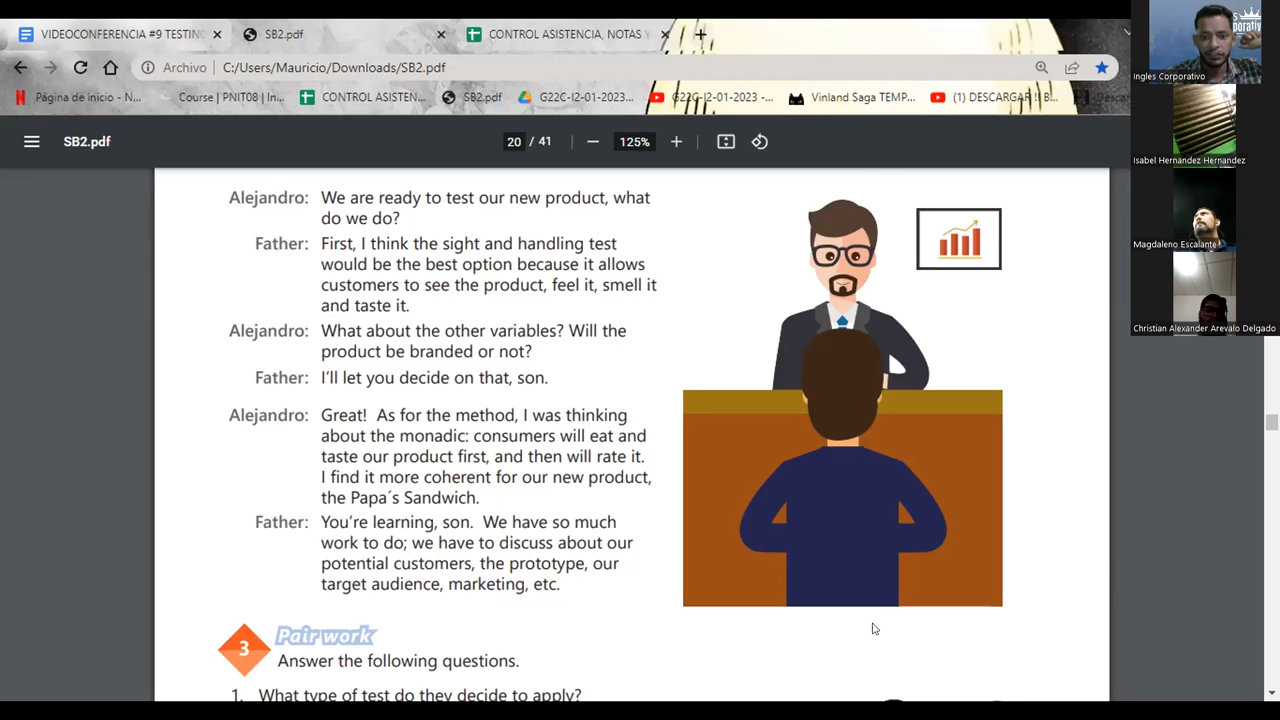 VIDEOCONFERENCIA #9 TESTING
SB2.pdf
CONTROL ASISTENCIA, NOTAS Y
Archivo
C:/Users/Mauricio/Downloads/SB2.pdf
Página de inicio - N...
Course | PNIT08 | In...
CONTROL ASISTEN...
SB2.pdf
G22C-I2-01-2023...
G22C-I2-01-2023 -...
Vinland Saga TEMP...
(1) DESCARGAR !! B...
SB2.pdf
20 / 41
125%
Ingles Corporativo
Isabel Hernandez Hernandez
Magdaleno Escalante
Christian Alexander Arevalo Delgado
Alejandro: We are ready to test our new product, what
do we do?
Father: First, I think the sight and handling test
would be the best option because it allows
customers to see the product, feel it, smell it
and taste it.
Alejandro: What about the other variables? Will the
product be branded or not?
Father: I'll let you decide on that, son.
Alejandro: Great! As for the method, I was thinking
about the monadic: consumers will eat and
taste our product first, and then will rate it.
I find it more coherent for our new product,
the Papa´s Sandwich.
Father: You're learning, son. We have so much
work to do; we have to discuss about our
potential customers, the prototype, our
target audience, marketing, etc.
3 Pair work
Answer the following questions.
1. What type of test do they decide to apply?